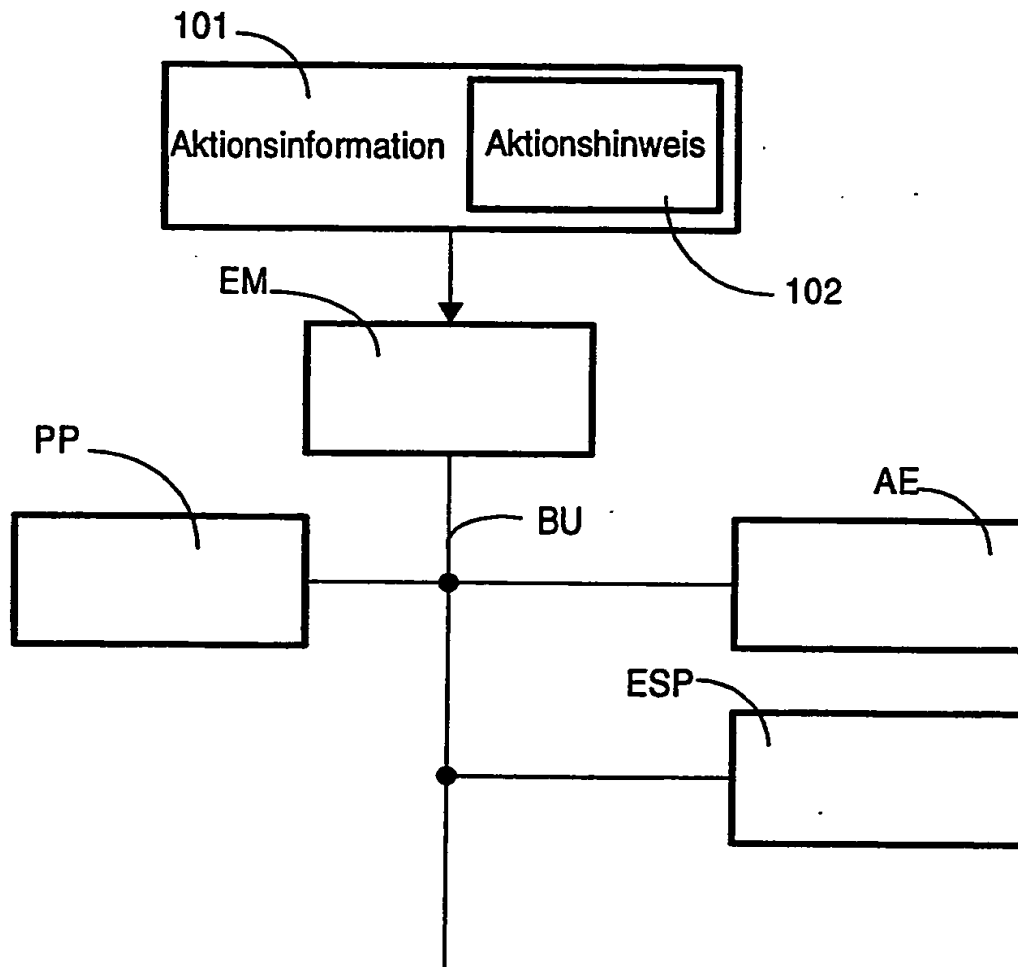 101
Aktionsinformation
Aktionshinweis
EM
102
PP
BU
AE
ESP